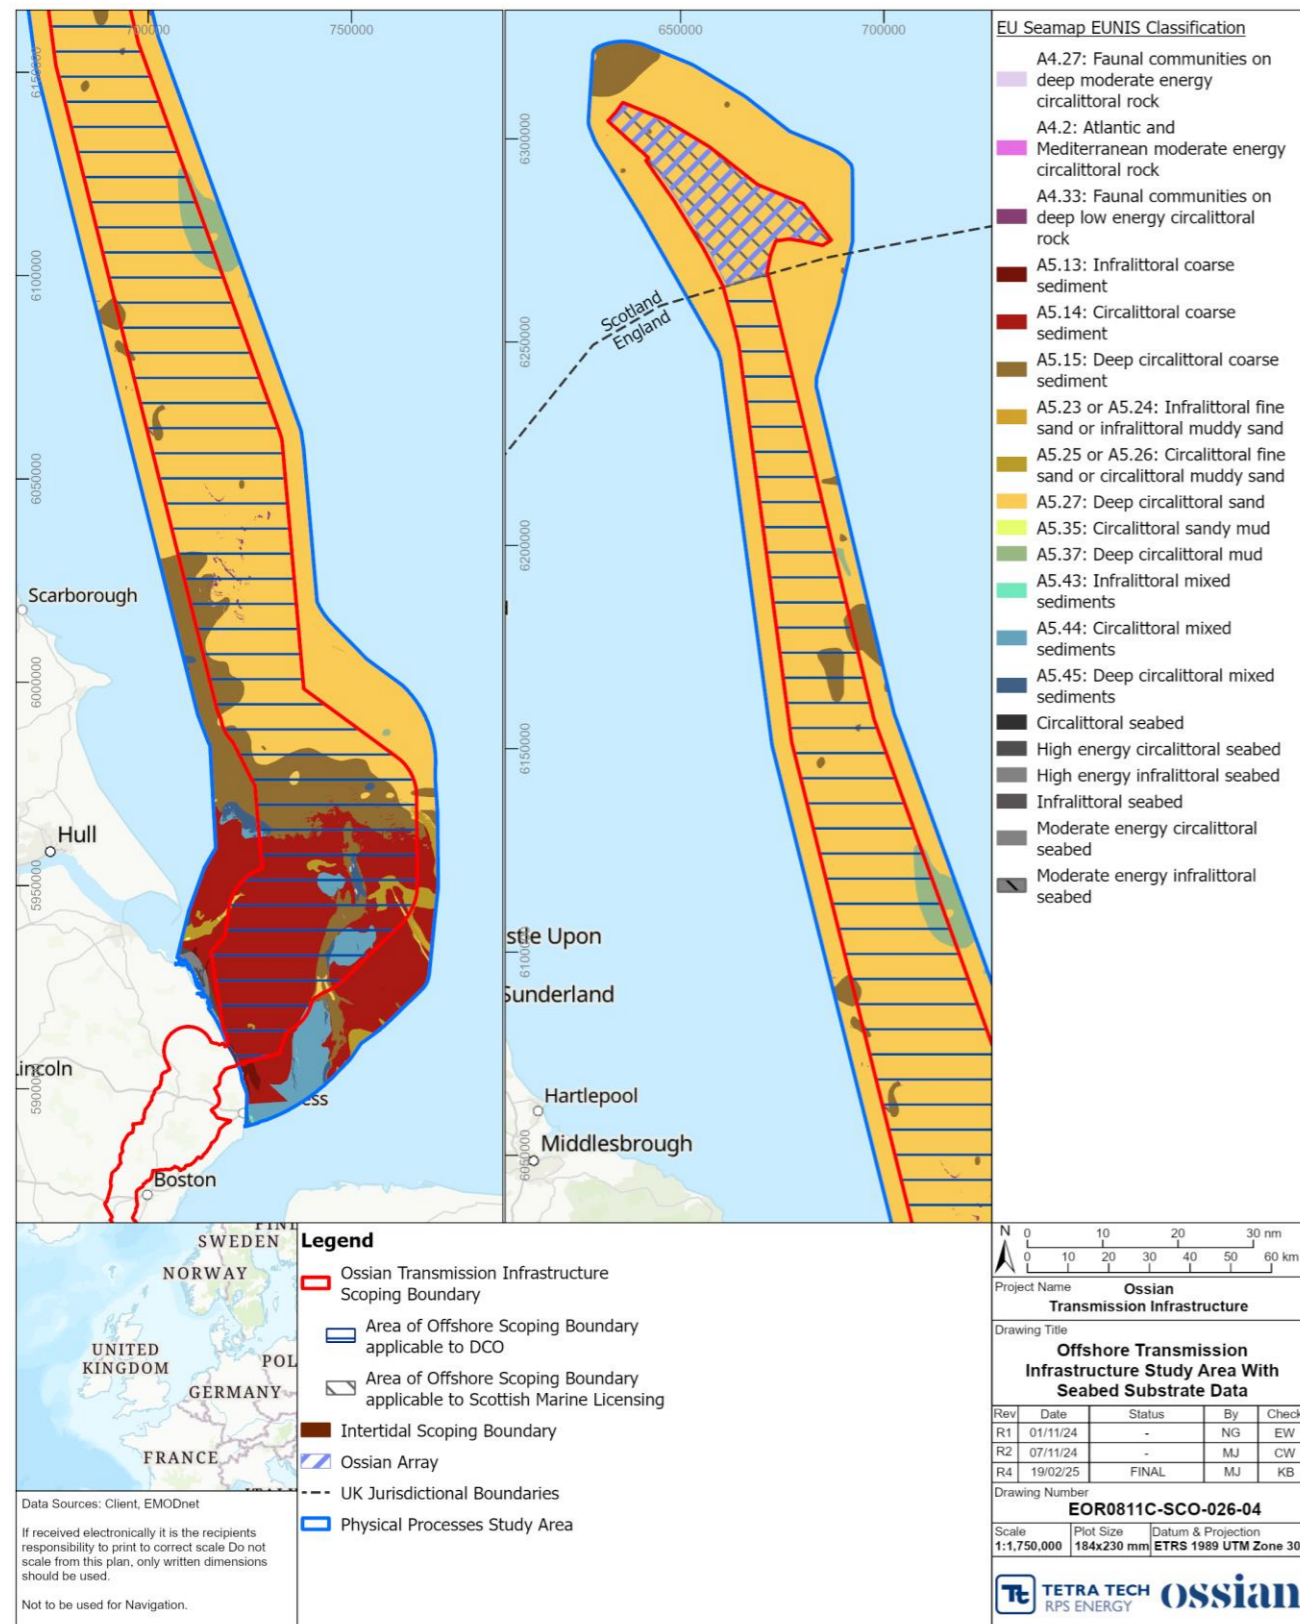 700000
750000
6150000
6100000
6050000
6000000
5950000
5900000
Scarborough
Hull
Lincoln
ess
Boston
650000
700000
6300000
6250000
6200000
6150000
6100000
6050000
Scotland
England
stle Upon
Sunderland
Hartlepool
Middlesbrough
EU Seamap EUNIS Classification
A4.27: Faunal communities on
deep moderate energy
circalittoral rock
A4.2: Atlantic and
Mediterranean moderate energy
circalittoral rock
A4.33: Faunal communities on
deep low energy circalittoral
rock
A5.13: Infralittoral coarse
sediment
A5.14: Circalittoral coarse
sediment
A5.15: Deep circalittoral coarse
sediment
A5.23 or A5.24: Infralittoral fine
sand or infralittoral muddy sand
A5.25 or A5.26: Circalittoral fine
sand or circalittoral muddy sand
A5.27: Deep circalittoral sand
A5.35: Circalittoral sandy mud
A5.37: Deep circalittoral mud
A5.43: Infralittoral mixed
sediments
A5.44: Circalittoral mixed
sediments
A5.45: Deep circalittoral mixed
sediments
Circalittoral seabed
High energy circalittoral seabed
High energy infralittoral seabed
Infralittoral seabed
Moderate energy circalittoral
seabed
Moderate energy infralittoral
seabed
SWEDEN
NORWAY
UNITED
KINGDOM
POL
GERMANY
FRANCE
Data Sources: Client, EMODnet
If received electronically it is the recipients
responsibility to print to correct scale Do not
scale from this plan, only written dimensions
should be used.
Not to be used for Navigation.
Legend
Ossian Transmission Infrastructure
Scoping Boundary
Area of Offshore Scoping Boundary
applicable to DCO
Area of Offshore Scoping Boundary
applicable to Scottish Marine Licensing
Intertidal Scoping Boundary
Ossian Array
UK Jurisdictional Boundaries
Physical Processes Study Area
N
0 10 20 30 nm
0 10 20 30 40 50 60 km
Project Name
Ossian
Transmission Infrastructure
Drawing Title
Offshore Transmission
Infrastructure Study Area With
Seabed Substrate Data
Rev Date Status By Check
R1 01/11/24 - NG EW
R2 07/11/24 - MJ CW
R4 19/02/25 FINAL MJ KB
Drawing Number
EOR0811C-SCO-026-04
Scale Plot Size Datum & Projection
1:1,750,000 184x230 mm ETRS 1989 UTM Zone 30
Tt TETRA TECH
RPS ENERGY
ossian